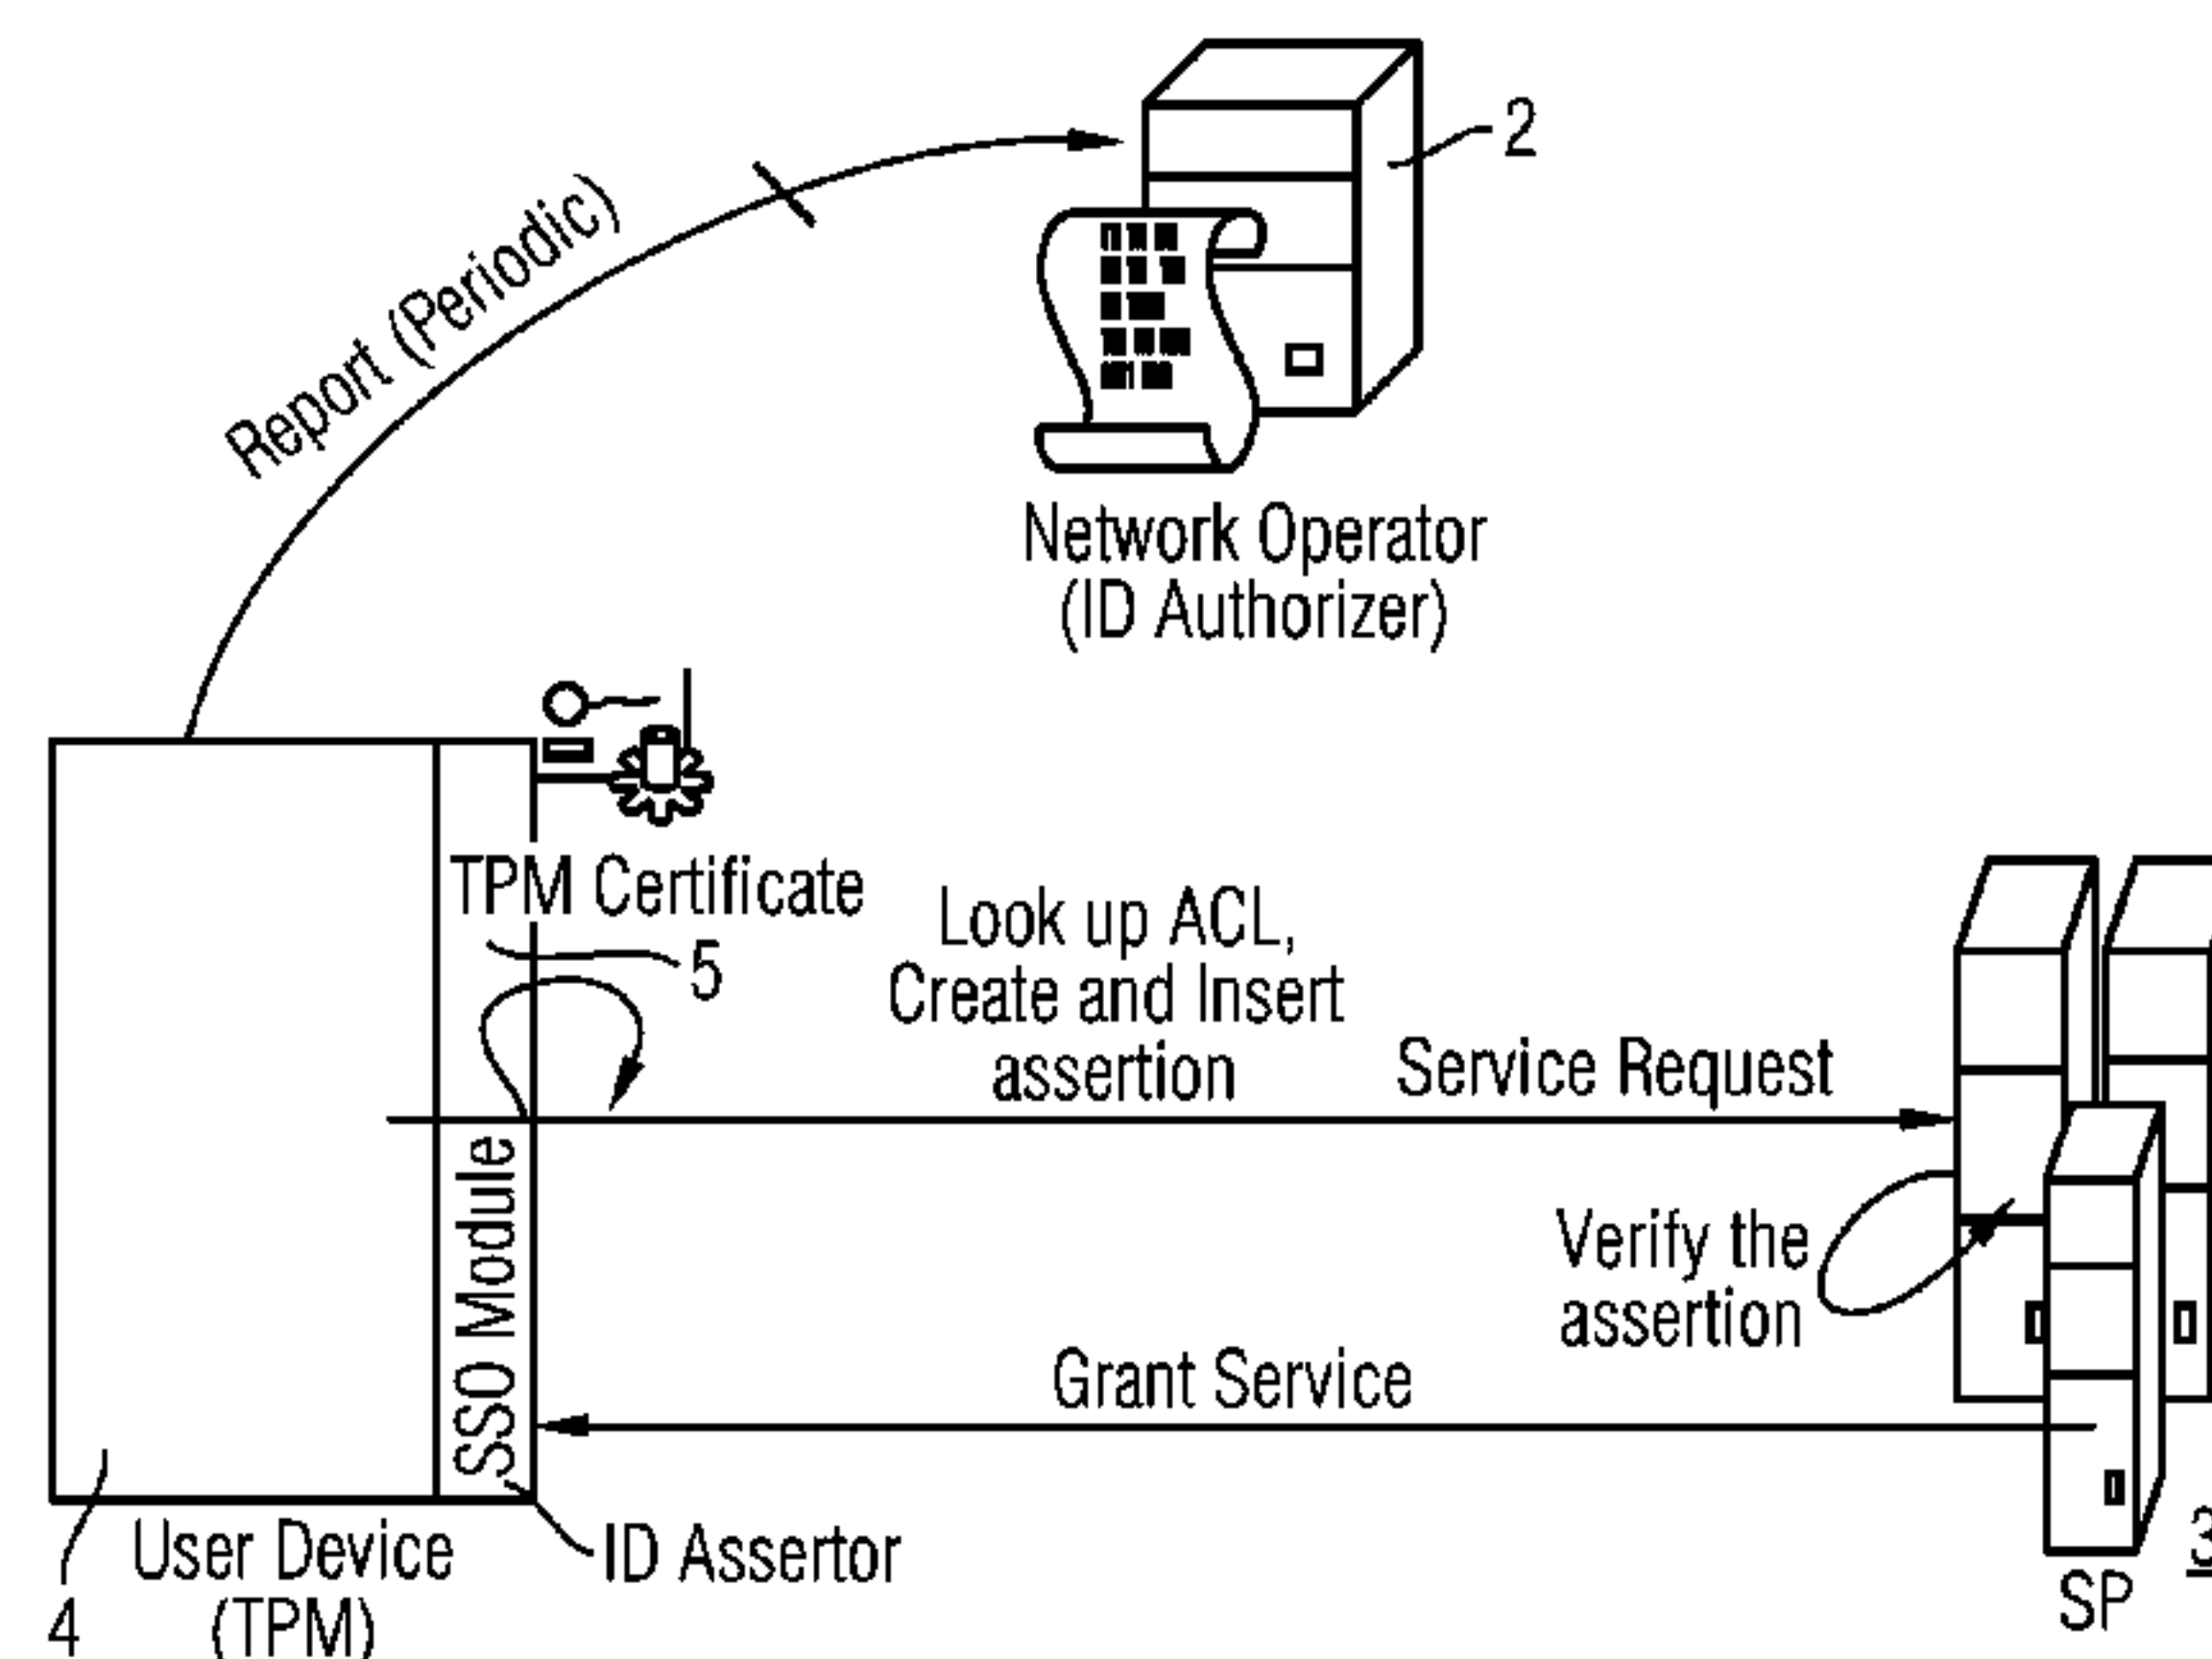 2
Report (Periodic)
Network Operator
(ID Authorizer)
TPM Certificate
5
Look up ACL,
Create and Insert
assertion
Service Request
SSO Module
Verify the
assertion
Grant Service
User Device
(TPM)
4
ID Assertor
SP
3